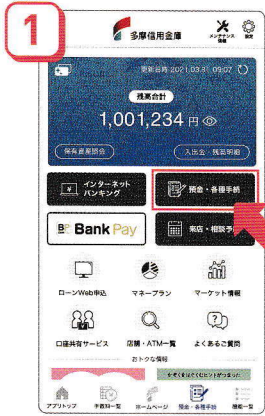 1
多摩信用金庫
メンテナンス
情報
設定
更新日時 2021.03.31 09:07
残高合計
1,001,234 円
保有資産照会
入出金・残高明細
インターネット
バンキング
預金・各種手続
Bank Pay
来店・相談予
ローンWeb申込
マネープラン
マーケット情報
口座共有サービス
店舗・ATM一覧
よくあるご質問
おトクな情報
アプリトップ
手数料一覧
ホームページ
預金・各種手続
機能一覧